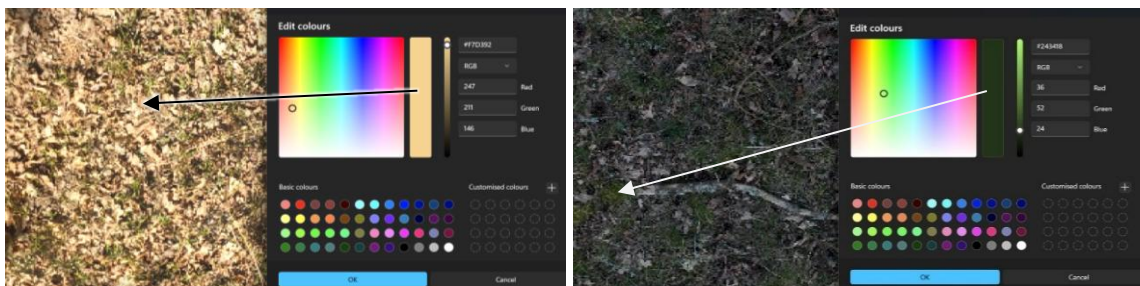 Edit colours
#F7D392
RGB
247 Red
211 Green
146 Blue
Basic colours
Customised colours
OK
Cancel
Edit colours
#243418
RGB
36 Red
52 Green
24 Blue
Basic colours
Customised colours
OK
Cancel